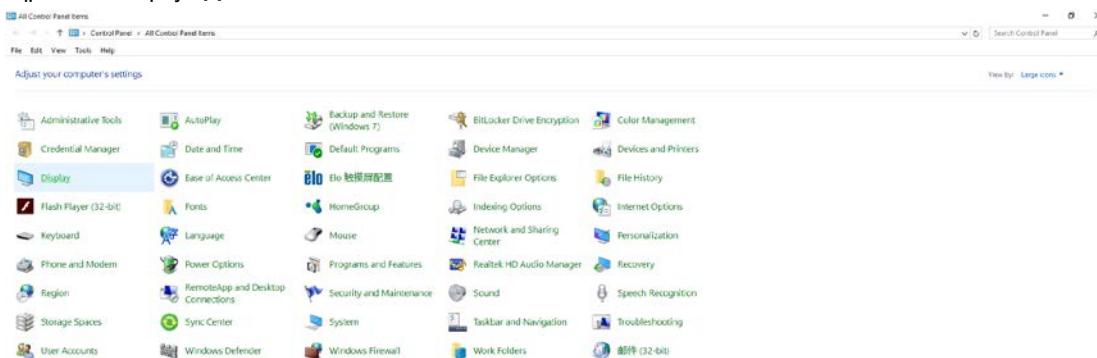 All Control Panel Items
Control Panel › All Control Panel Items
Search Control Panel
File Edit View Tools Help
Adjust your computer's settings
View by: Large icons
Administrative Tools
AutoPlay
Backup and Restore
(Windows 7)
BitLocker Drive Encryption
Color Management
Credential Manager
Date and Time
Default Programs
Device Manager
Devices and Printers
Display
Ease of Access Center
elo Elo 触摸屏配置
File Explorer Options
File History
Flash Player (32-bit)
Fonts
HomeGroup
Indexing Options
Internet Options
Keyboard
Language
Mouse
Network and Sharing
Center
Personalization
Phone and Modem
Power Options
Programs and Features
Realtek HD Audio Manager
Recovery
Region
RemoteApp and Desktop
Connections
Security and Maintenance
Sound
Speech Recognition
Storage Spaces
Sync Center
System
Taskbar and Navigation
Troubleshooting
User Accounts
Windows Defender
Windows Firewall
Work Folders
邮件 (32-bit)